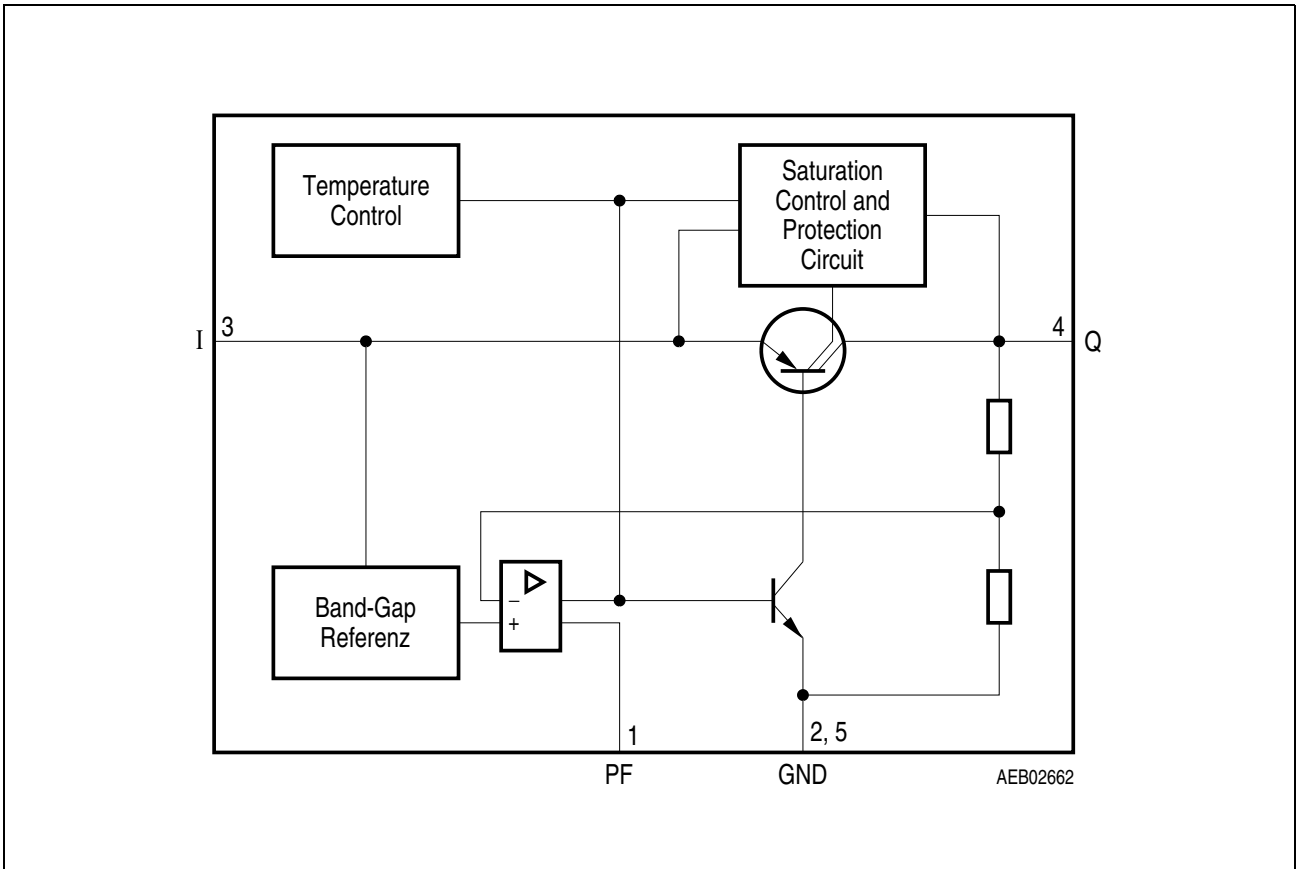 Temperature
Control
Saturation
Control and
Protection
Circuit
I
3
4
Q
Band-Gap
Referenz
–
+
1
2, 5
PF
GND
AEB02662